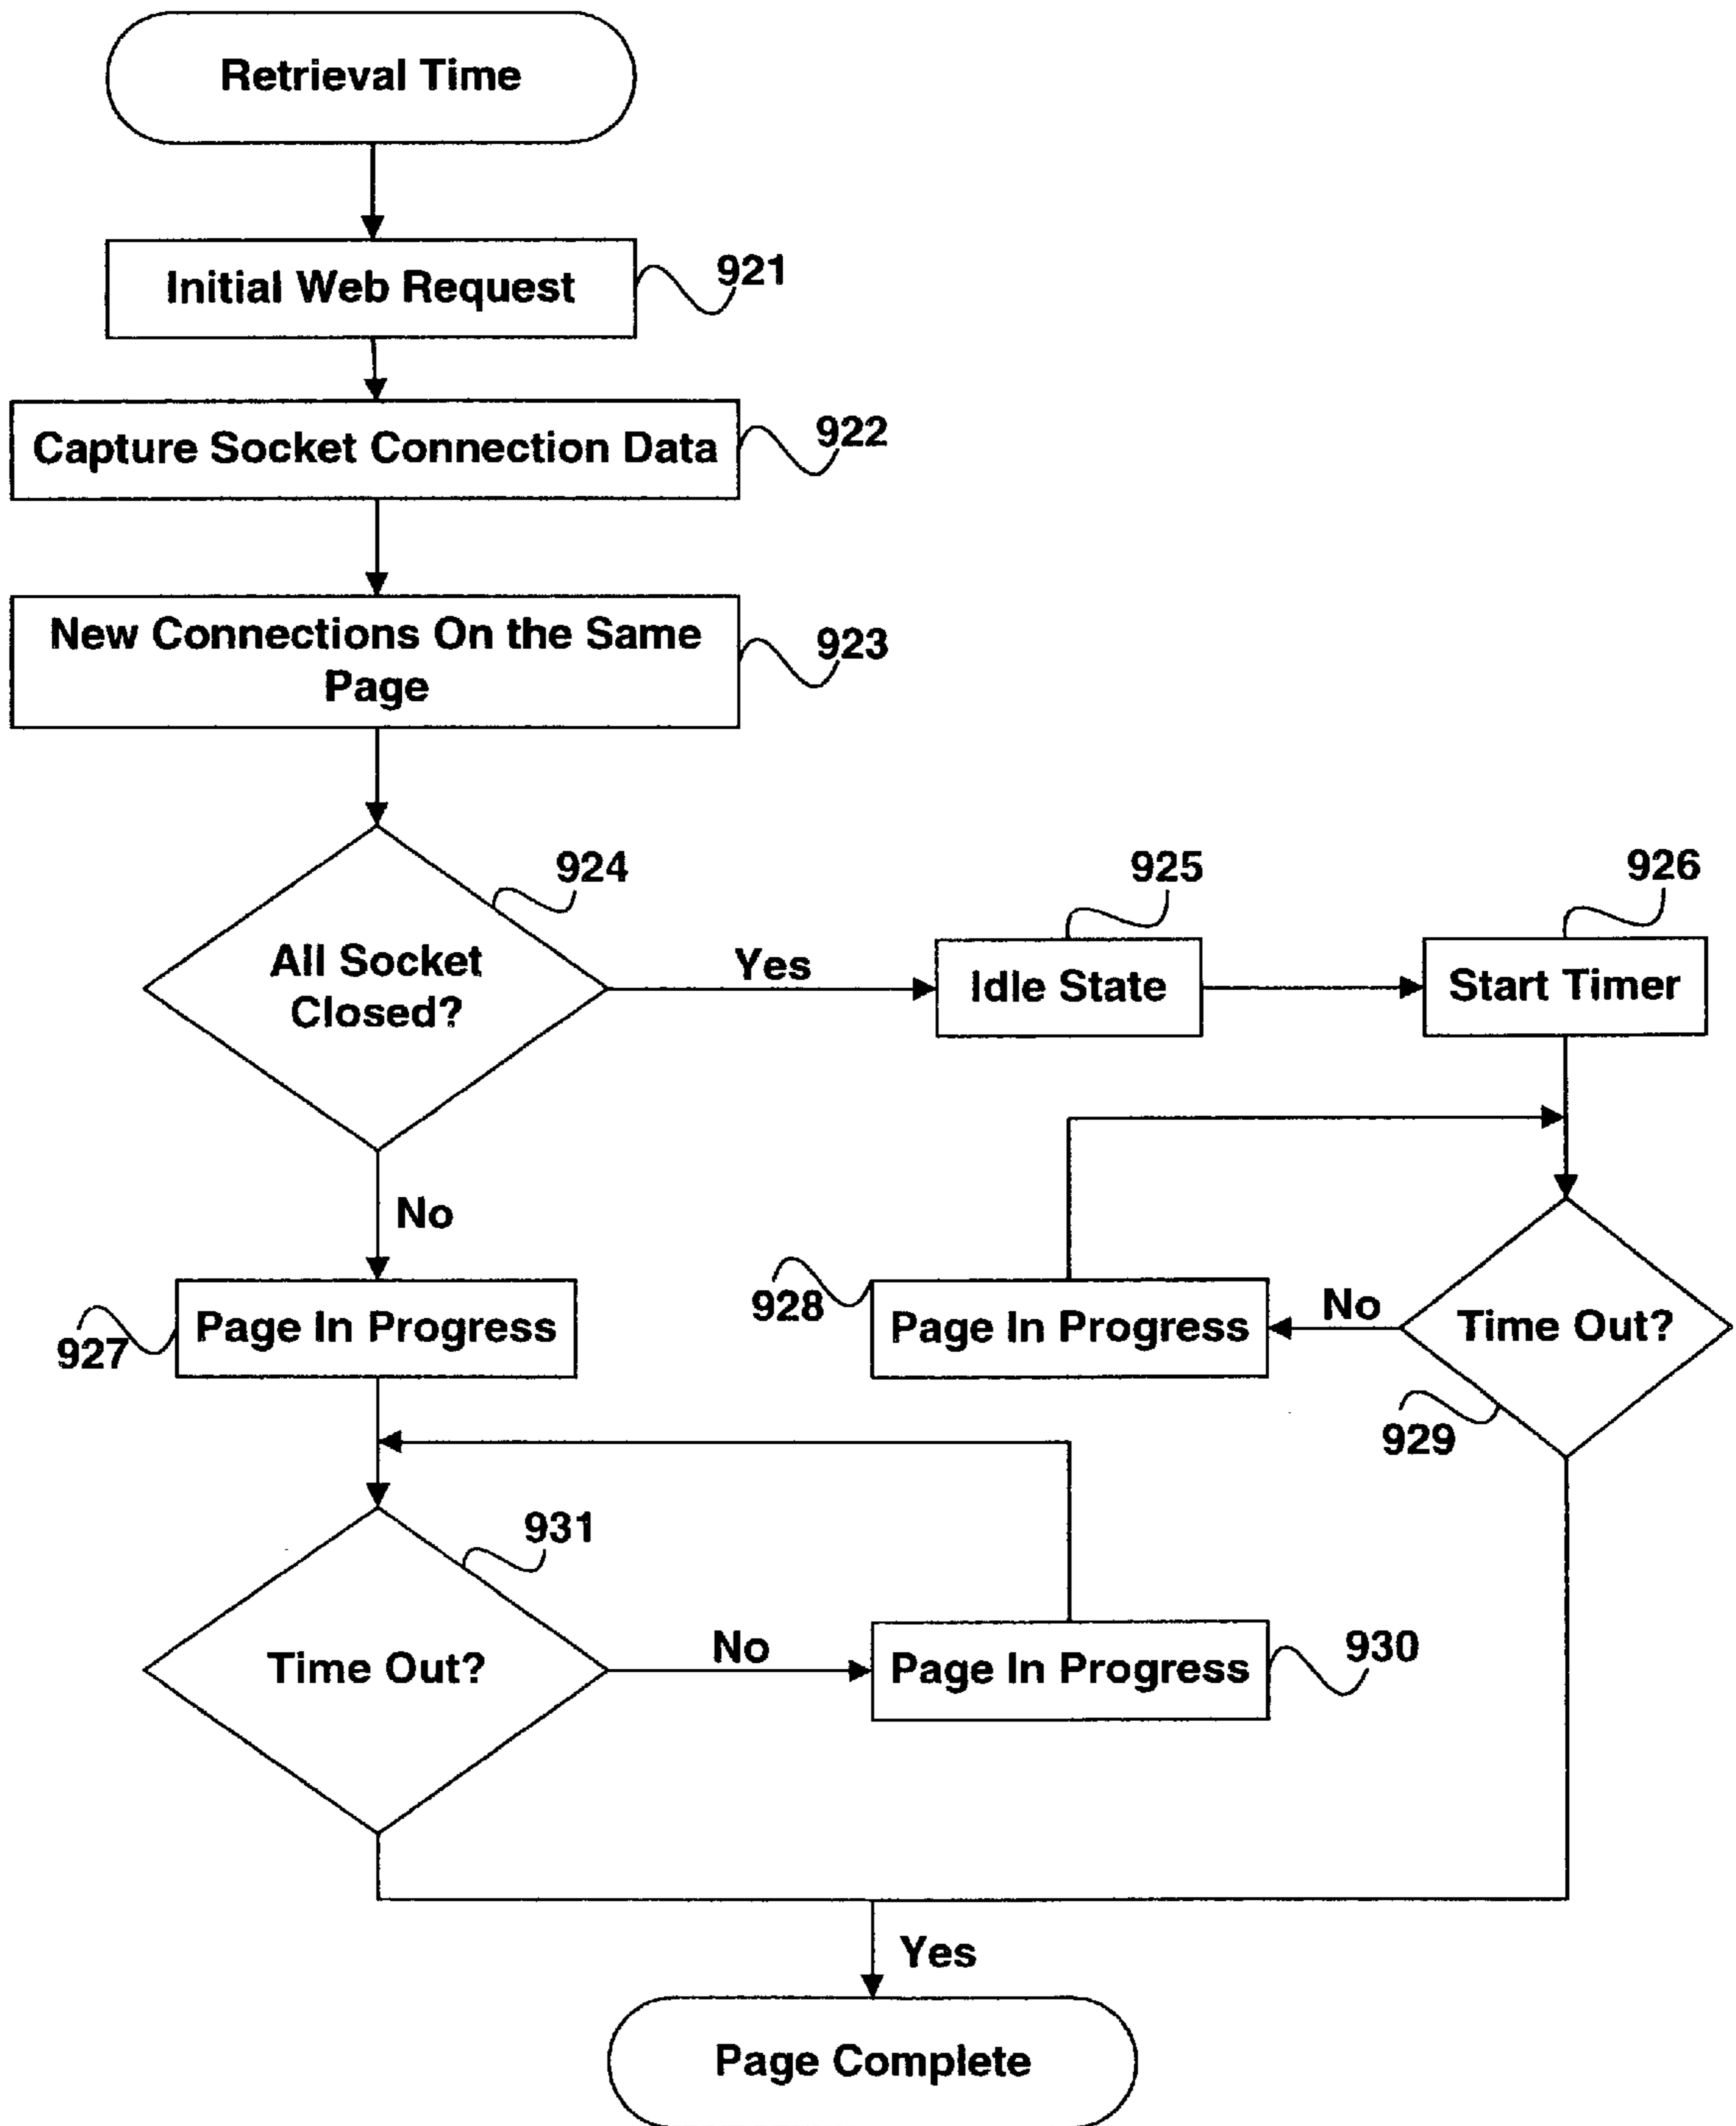 Retrieval Time
Initial Web Request
921
Capture Socket Connection Data
922
New Connections On the Same
Page
923
924
All Socket
Closed?
Yes
925
Idle State
926
Start Timer
No
927
Page In Progress
928
Page In Progress
No
Time Out?
929
931
Time Out?
No
Page In Progress
930
Yes
Page Complete